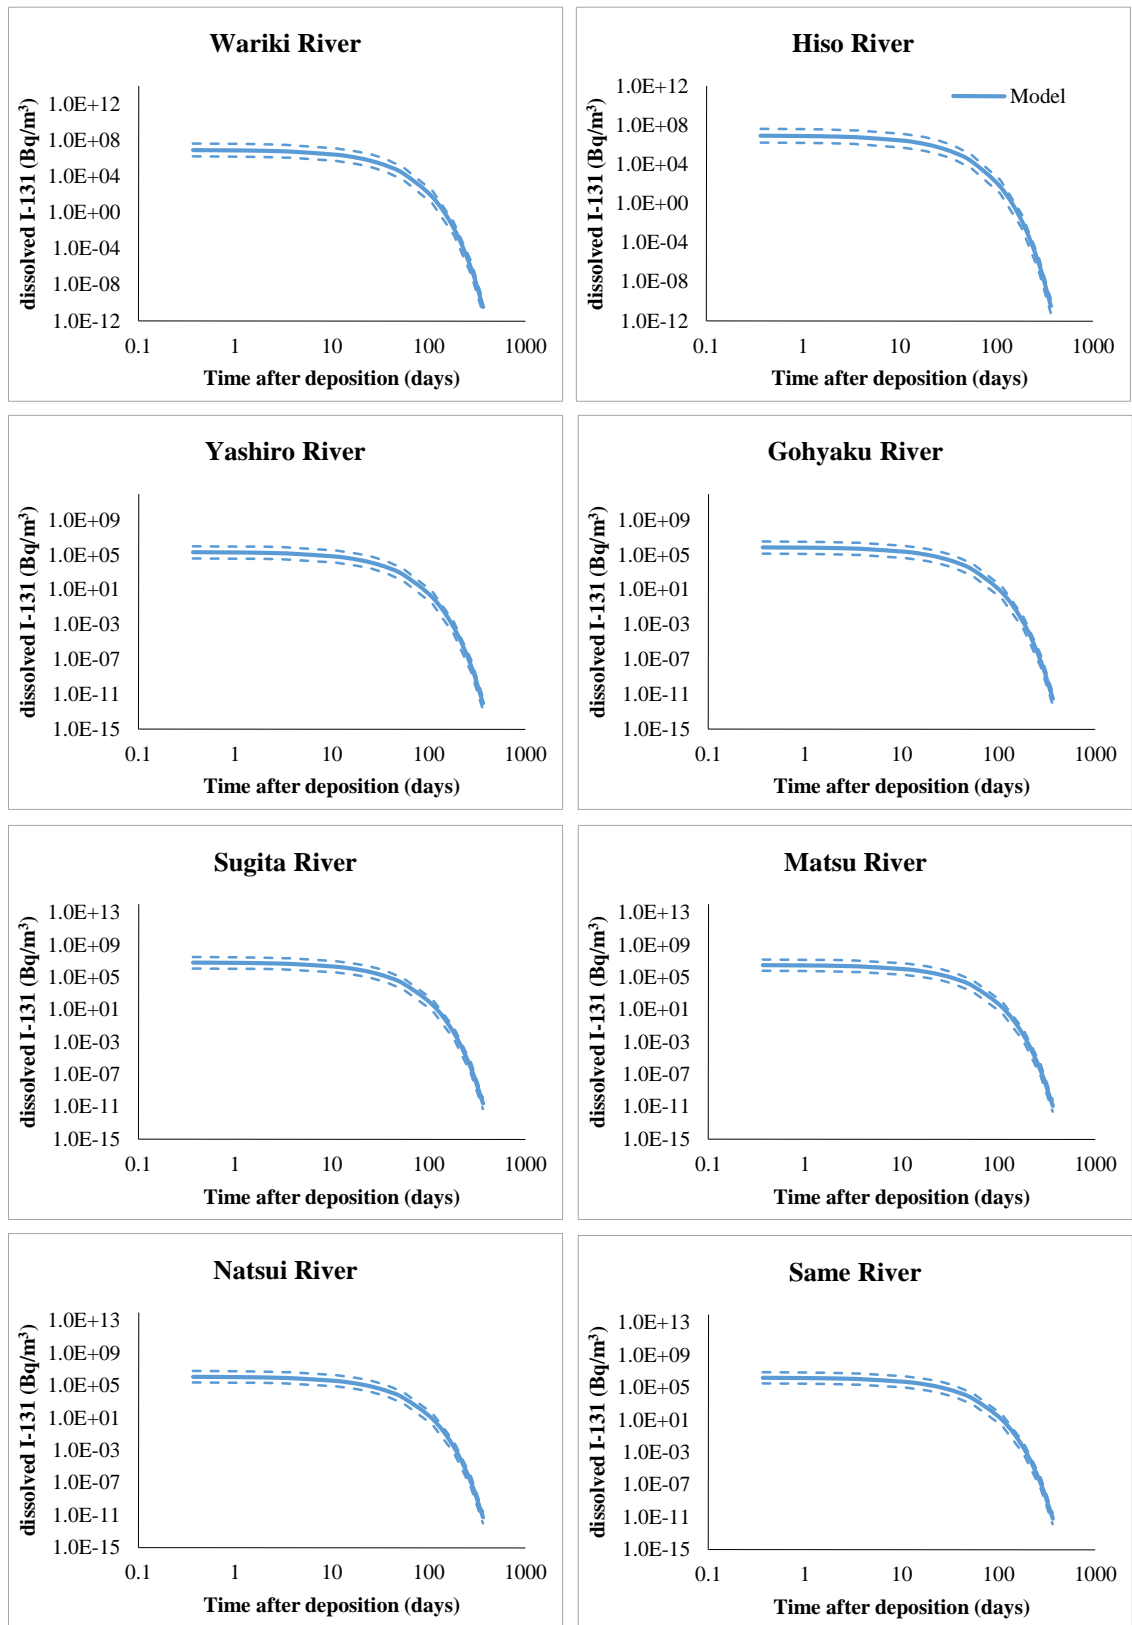 Wariki River
dissolved I-131 (Bq/m³)
1.0E+12
1.0E+08
1.0E+04
1.0E+00
1.0E-04
1.0E-08
1.0E-12
0.1 1 10 100 1000
Time after deposition (days)
Hiso River
dissolved I-131 (Bq/m³)
1.0E+12
1.0E+08
1.0E+04
1.0E+00
1.0E-04
1.0E-08
1.0E-12
Model
0.1 1 10 100 1000
Time after deposition (days)
Yashiro River
dissolved I-131 (Bq/m³)
1.0E+09
1.0E+05
1.0E+01
1.0E-03
1.0E-07
1.0E-11
1.0E-15
0.1 1 10 100 1000
Time after deposition (days)
Gohyaku River
dissolved I-131 (Bq/m³)
1.0E+09
1.0E+05
1.0E+01
1.0E-03
1.0E-07
1.0E-11
1.0E-15
0.1 1 10 100 1000
Time after deposition (days)
Sugita River
dissolved I-131 (Bq/m³)
1.0E+13
1.0E+09
1.0E+05
1.0E+01
1.0E-03
1.0E-07
1.0E-11
1.0E-15
0.1 1 10 100 1000
Time after deposition (days)
Matsu River
dissolved I-131 (Bq/m³)
1.0E+13
1.0E+09
1.0E+05
1.0E+01
1.0E-03
1.0E-07
1.0E-11
1.0E-15
0.1 1 10 100 1000
Time after deposition (days)
Natsui River
dissolved I-131 (Bq/m³)
1.0E+13
1.0E+09
1.0E+05
1.0E+01
1.0E-03
1.0E-07
1.0E-11
1.0E-15
0.1 1 10 100 1000
Time after deposition (days)
Same River
dissolved I-131 (Bq/m³)
1.0E+13
1.0E+09
1.0E+05
1.0E+01
1.0E-03
1.0E-07
1.0E-11
1.0E-15
0.1 1 10 100 1000
Time after deposition (days)